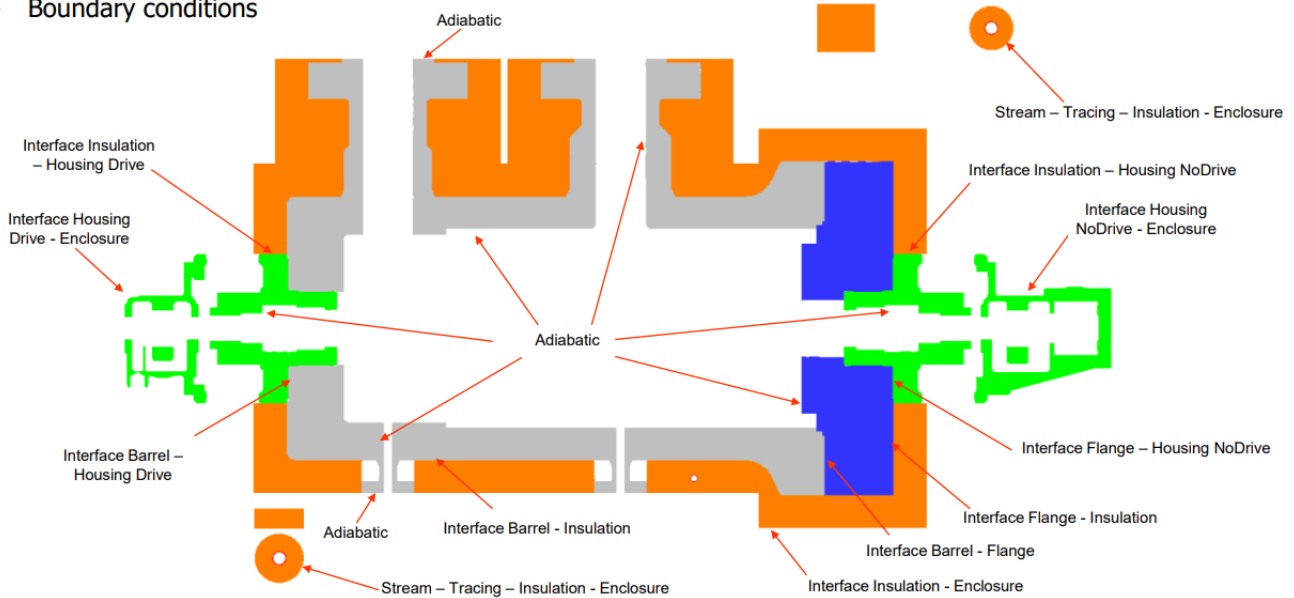 Boundary conditions
Adiabatic
Stream – Tracing – Insulation - Enclosure
Interface Insulation
– Housing Drive
Interface Insulation – Housing NoDrive
Interface Housing
Drive - Enclosure
Interface Housing
NoDrive - Enclosure
Adiabatic
Interface Barrel –
Housing Drive
Interface Flange – Housing NoDrive
Adiabatic
Interface Barrel - Insulation
Interface Flange - Insulation
Interface Barrel - Flange
Stream – Tracing – Insulation - Enclosure
Interface Insulation - Enclosure